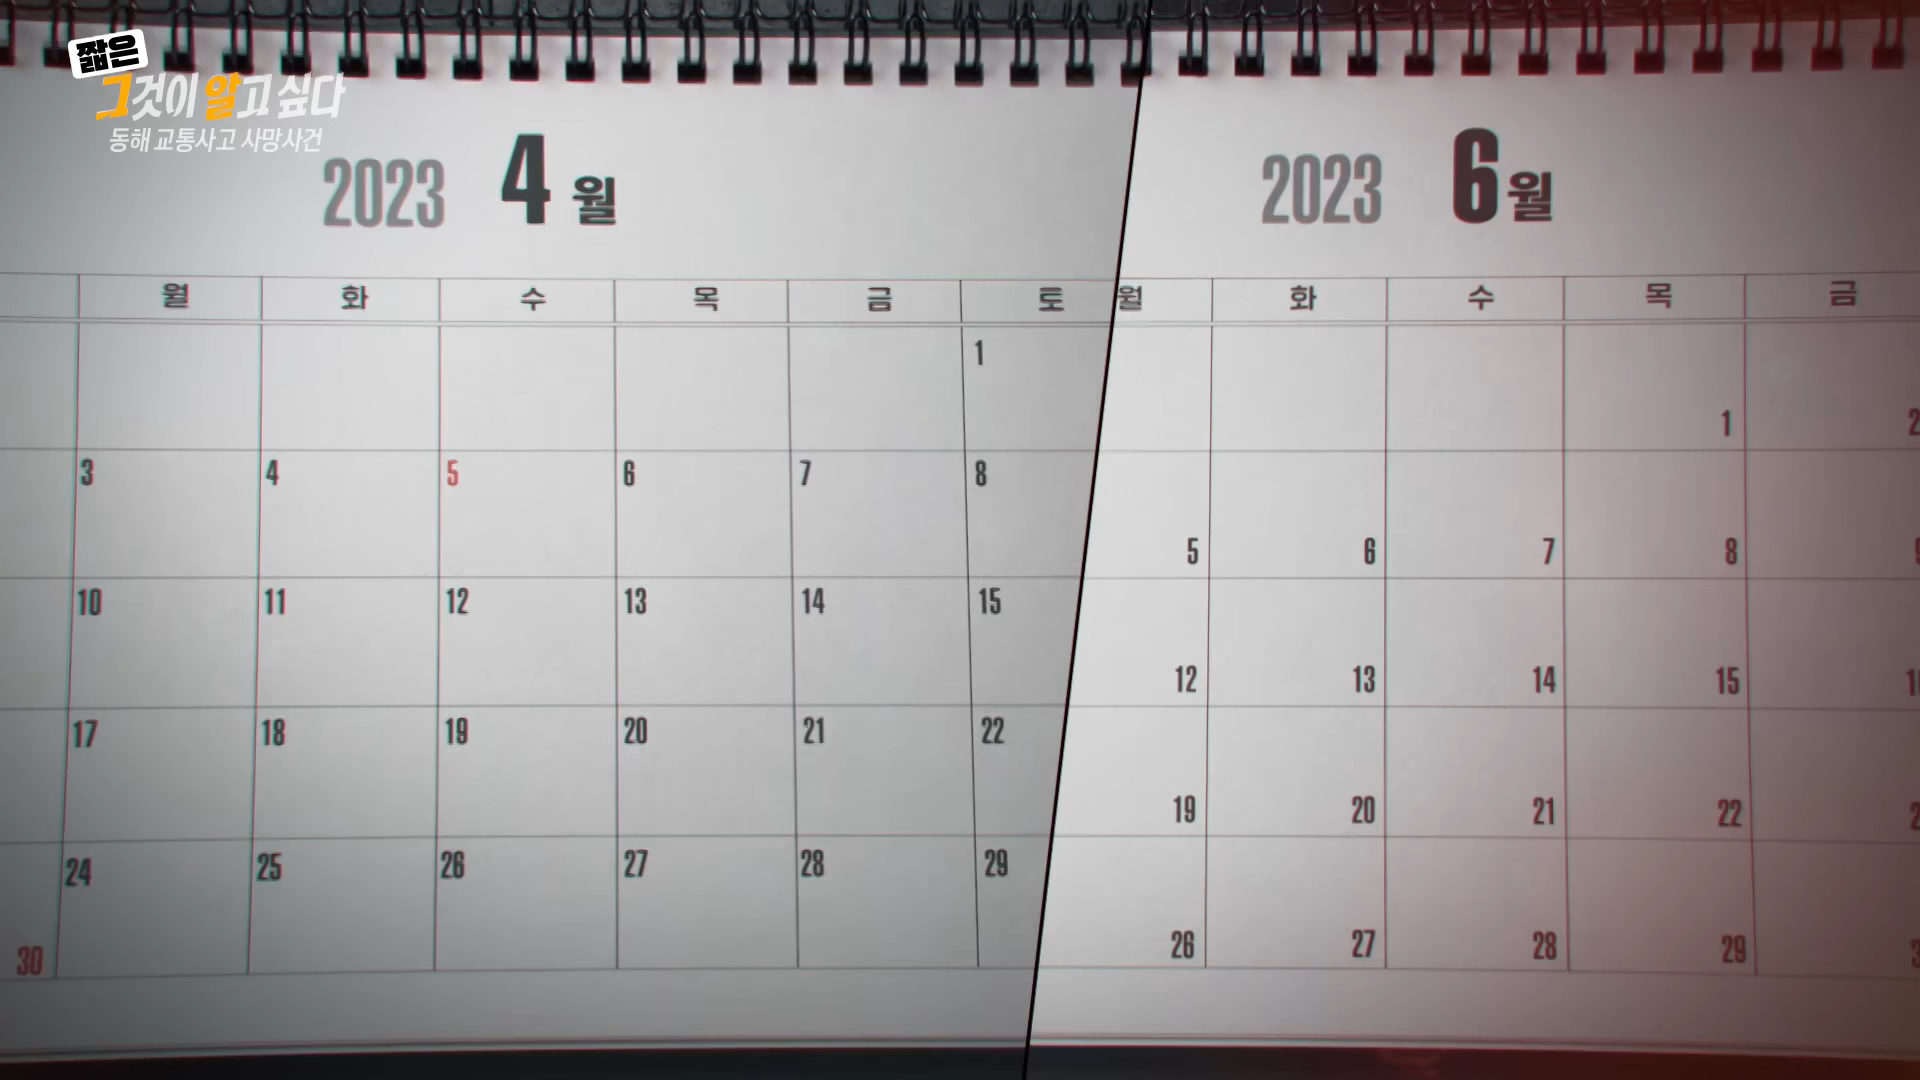 짧은
그것이 알고 싶다
동해 교통사고 사망사건
2023 4월
월 화 수 목 금 토
1
3 4 5 6 7 8
10 11 12 13 14 15
17 18 19 20 21 22
24 25 26 27 28 29
30
2023 6월
월 화 수 목 금
1 2
5 6 7 8
12 13 14 15
19 20 21 22
26 27 28 29